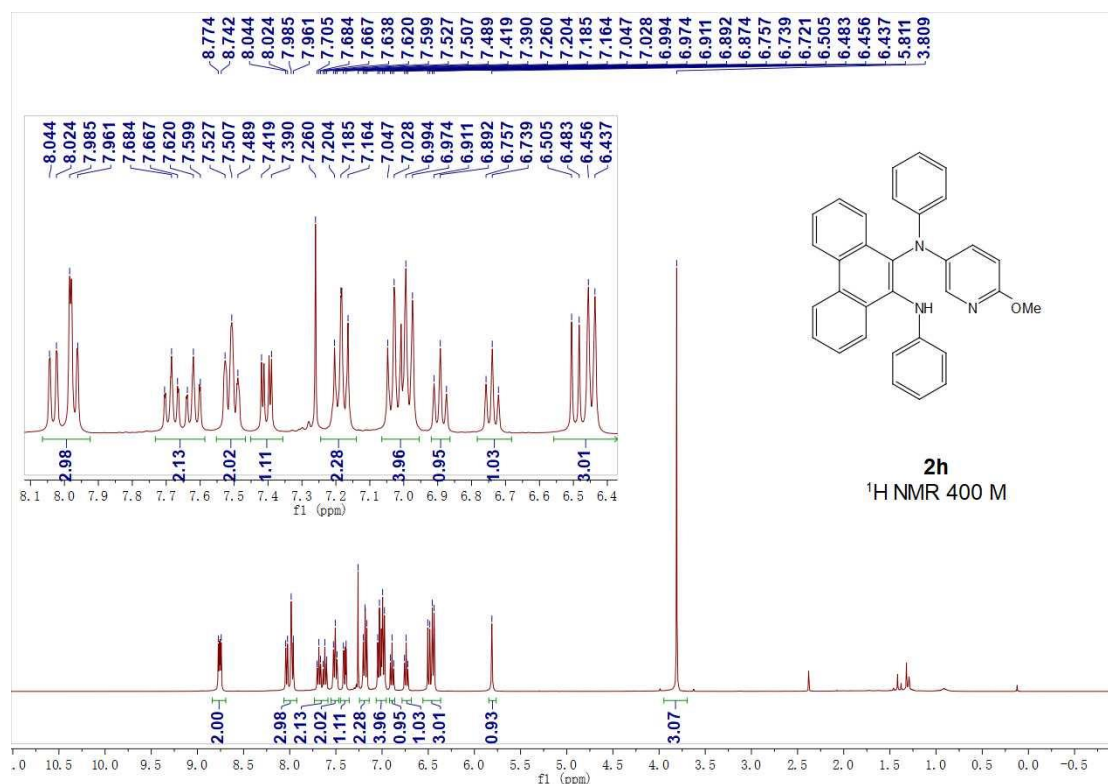 8.774 8.742 8.044 8.024 7.985 7.961 7.705 7.684 7.667 7.638 7.620 7.599 7.527 7.507 7.489 7.419 7.390 7.260 7.204 7.185 7.164 7.047 7.028 6.994 6.974 6.911 6.892 6.874 6.757 6.739 6.721 6.505 6.483 6.456 6.437 5.811 3.809
8.044 8.024 7.985 7.961 7.684 7.667 7.620 7.599 7.527 7.507 7.489 7.419 7.390 7.260 7.204 7.185 7.164 7.047 7.028 6.994 6.974 6.911 6.892 6.757 6.739 6.505 6.483 6.456 6.437
N
NH
N
OMe
2.98 2.13 2.02 1.11 2.28 3.96 0.95 1.03 3.01
8.1 8.0 7.9 7.8 7.7 7.6 7.5 7.4 7.3 7.2 7.1 7.0 6.9 6.8 6.7 6.6 6.5 6.4
f1 (ppm)
2h
¹H NMR 400 M
2.00 2.98 2.13 2.02 1.11 2.28 3.96 0.95 1.03 3.01 0.93 3.07
.0 10.5 10.0 9.5 9.0 8.5 8.0 7.5 7.0 6.5 6.0 5.5 5.0 4.5 4.0 3.5 3.0 2.5 2.0 1.5 1.0 0.5 0.0 -0.5
f1 (ppm)